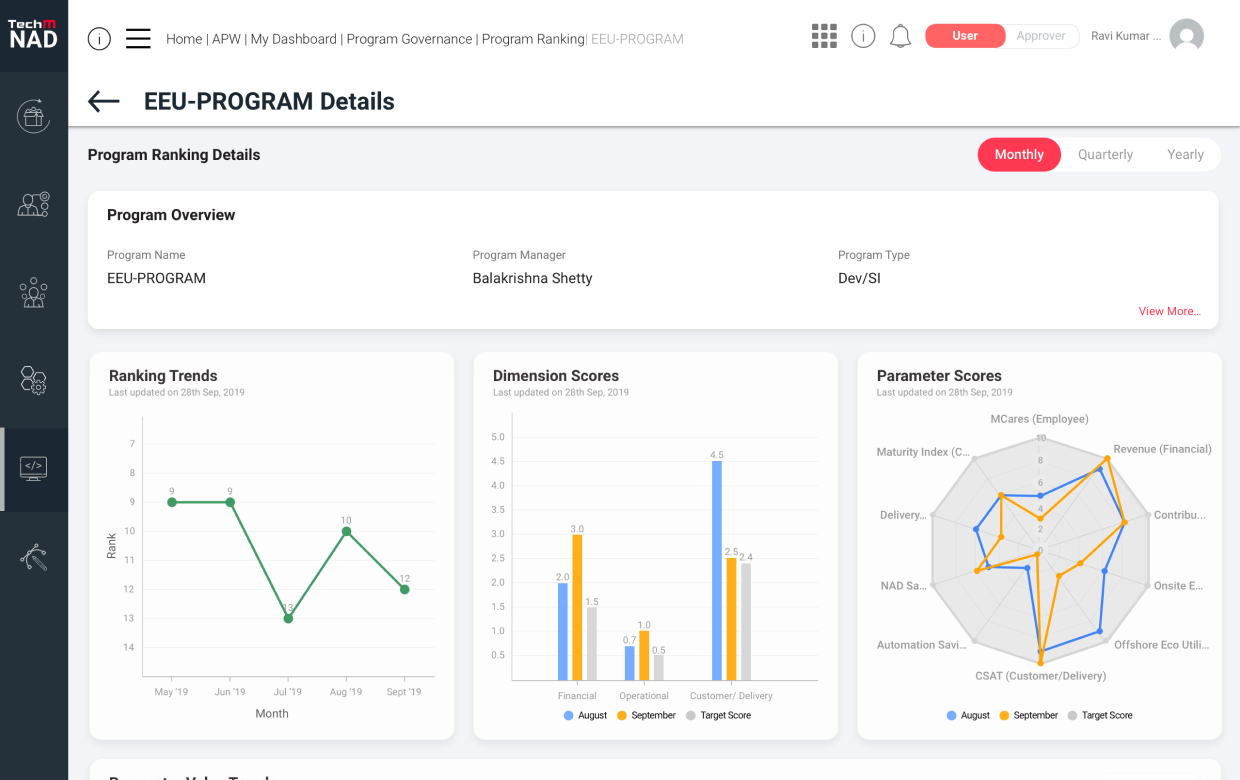 TechM
NAD
Home | APW | My Dashboard | Program Governance | Program Ranking| EEU-PROGRAM
User
Approver
Ravi Kumar ...
EEU-PROGRAM Details
Program Ranking Details
Monthly
Quarterly
Yearly
Program Overview
Program Name
Program Manager
Program Type
EEU-PROGRAM
Balakrishna Shetty
Dev/SI
View More...
Ranking Trends
Last updated on 28th Sep, 2019
7
8
9
10
11
12
13
14
Rank
9
9
13
10
12
May '19
Jun '19
Jul '19
Aug '19
Sept '19
Month
Dimension Scores
Last updated on 28th Sep, 2019
5.0
4.5
4.0
3.5
3.0
2.5
2.0
1.5
1.0
0.5
2.0
3.0
1.5
0.7
1.0
0.5
4.5
2.5
2.4
Financial
Operational
Customer/ Delivery
August
September
Target Score
Parameter Scores
Last updated on 28th Sep, 2019
MCares (Employee)
Revenue (Financial)
Contribu...
Onsite E...
Offshore Eco Utili...
CSAT (Customer/Delivery)
Automation Savi...
NAD Sa...
Delivery...
Maturity Index (C...
10
8
6
4
2
0
August
September
Target Score